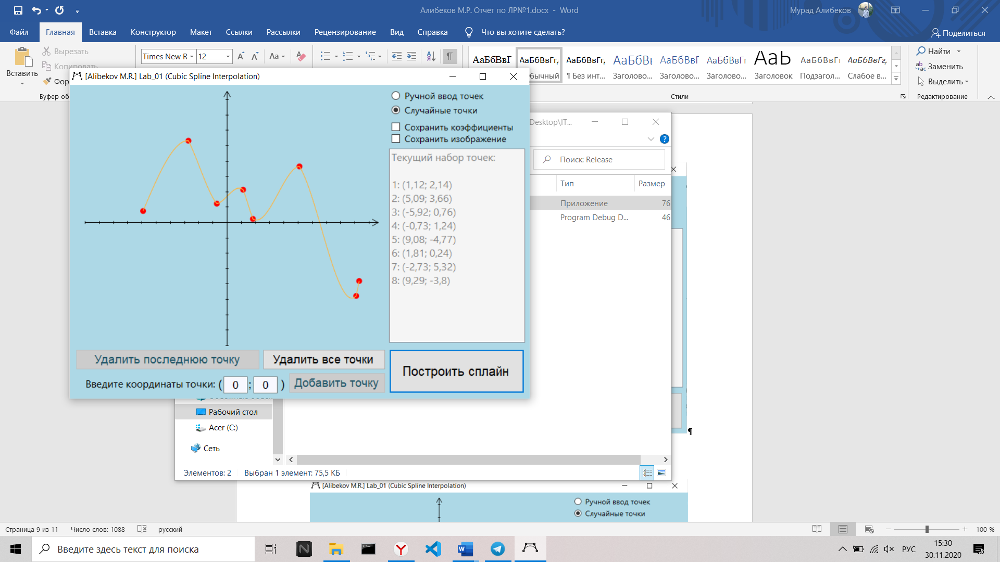 Алибеков М.Р. Отчёт по ЛР№1.docx - Word
Мурад Алибеков
Файл
Главная
Вставка
Конструктор
Макет
Ссылки
Рассылки
Рецензирование
Вид
Справка
Что вы хотите сделать?
Поделиться
Вставить
Вырезать
Копировать
Фор
Буфер об
Times New R
12
Aa
АаБбВвГ
АаБбВвГг,
АаБбВвГг,
АаБбВ
АаБбВвГ
АаБбВвГг
АаЬ
АаБбВвГг
АаБбВвГг,
бычный
¶ Без инт...
Заголово...
Заголово...
Заголово...
Заголовок
Подзагол...
Слабое в...
Стили
Найти
Заменить
Выделить
Редактирование
[Alibekov M.R.] Lab_01 (Cubic Spline Interpolation)
Ручной ввод точек
Случайные точки
Сохранить коэффициенты
Сохранить изображение
Текущий набор точек:
1: (1,12; 2,14)
2: (5,09; 3,66)
3: (-5,92; 0,76)
4: (-0,73; 1,24)
5: (9,08; -4,77)
6: (1,81; 0,24)
7: (-2,73; 5,32)
8: (9,29; -3,8)
Удалить последнюю точку
Удалить все точки
Построить сплайн
Введите координаты точки: ( 0 ; 0 )
Добавить точку
Desktop\IT...
Поиск: Release
Тип
Размер
Приложение
76
Program Debug D...
46
Рабочий стол
Acer (C:)
Сеть
Элементов: 2
Выбран 1 элемент: 75,5 КБ
¶
[Alibekov M.R.] Lab_01 (Cubic Spline Interpolation)
Ручной ввод точек
Случайные точки
Страница 9 из 11
Число слов: 1088
русский
100 %
Введите здесь текст для поиска
РУС
15:30
30.11.2020